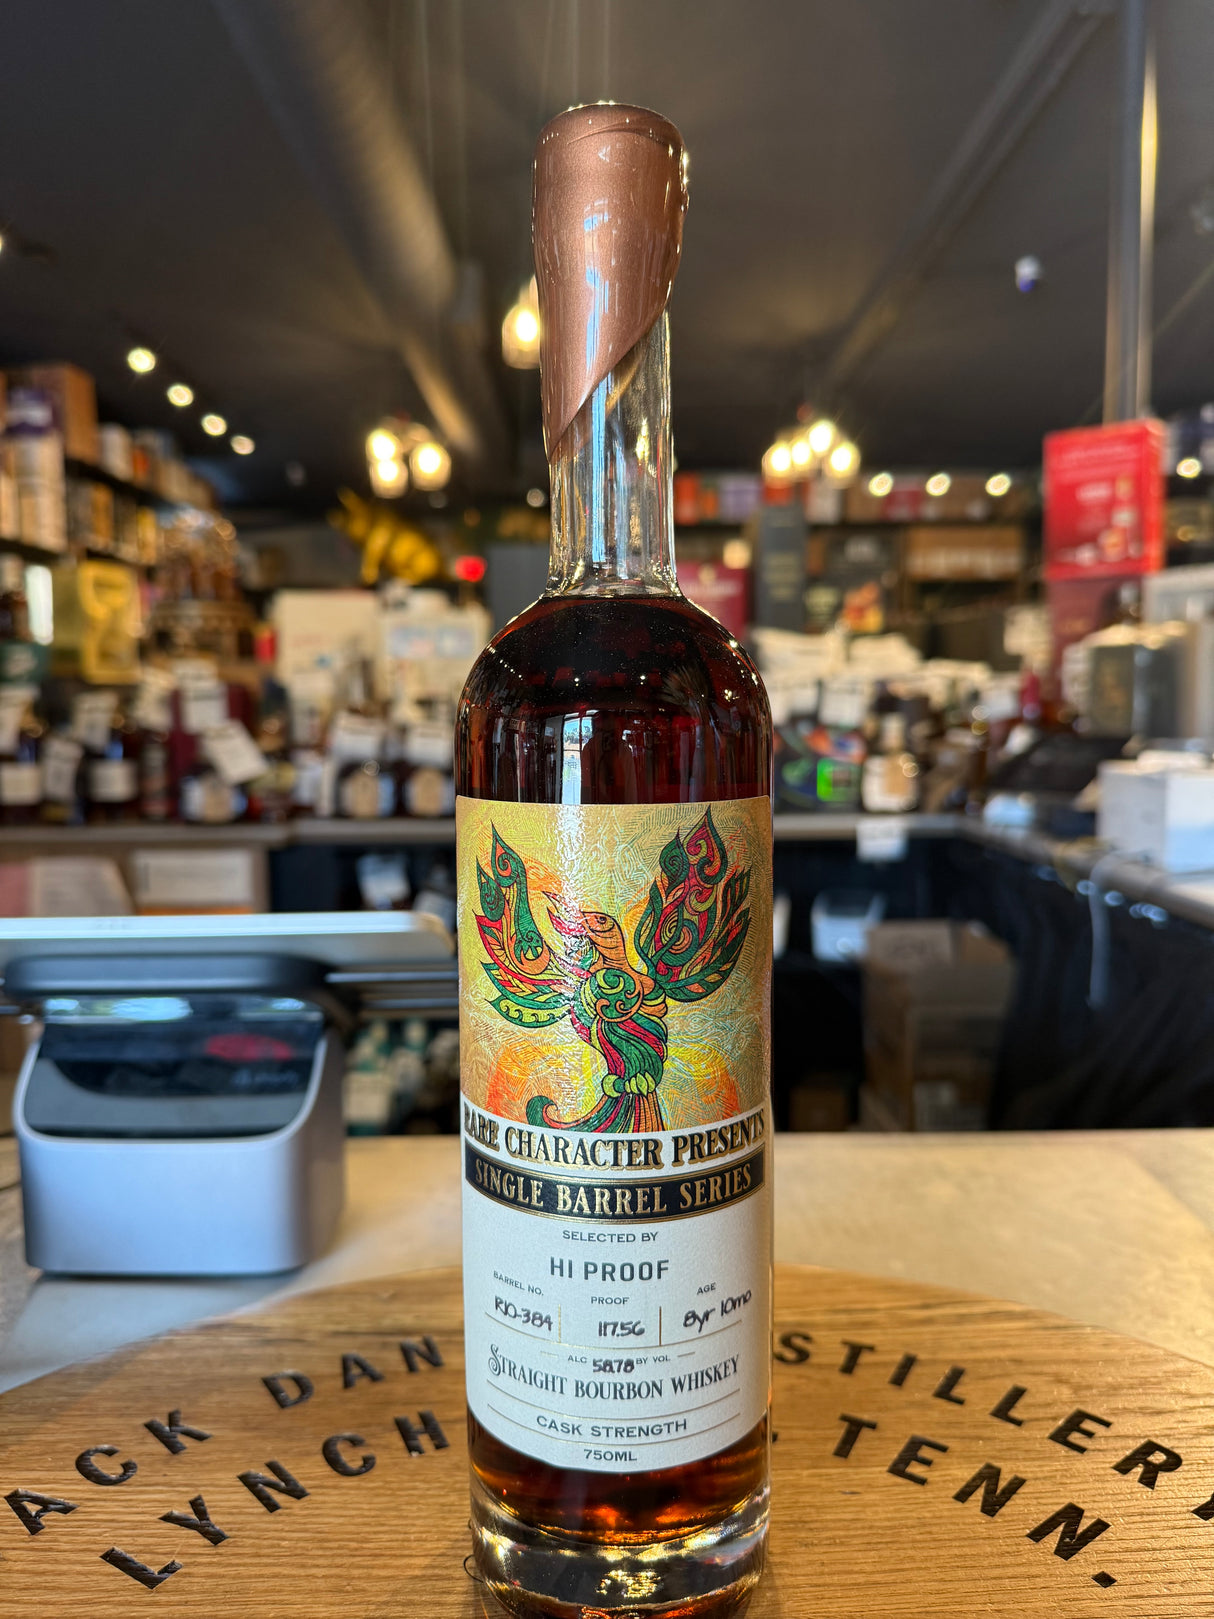 RARE CHARACTER PRESENTS
SINGLE BARREL SERIES
SELECTED BY
HI PROOF
BARREL NO. PROOF AGE
R10-384 117.56 8yr 10mo
ALC 58.78 BY VOL
STRAIGHT BOURBON WHISKEY
CASK STRENGTH
750ML
ACK DAN STILLERY
LYNCH TENN.